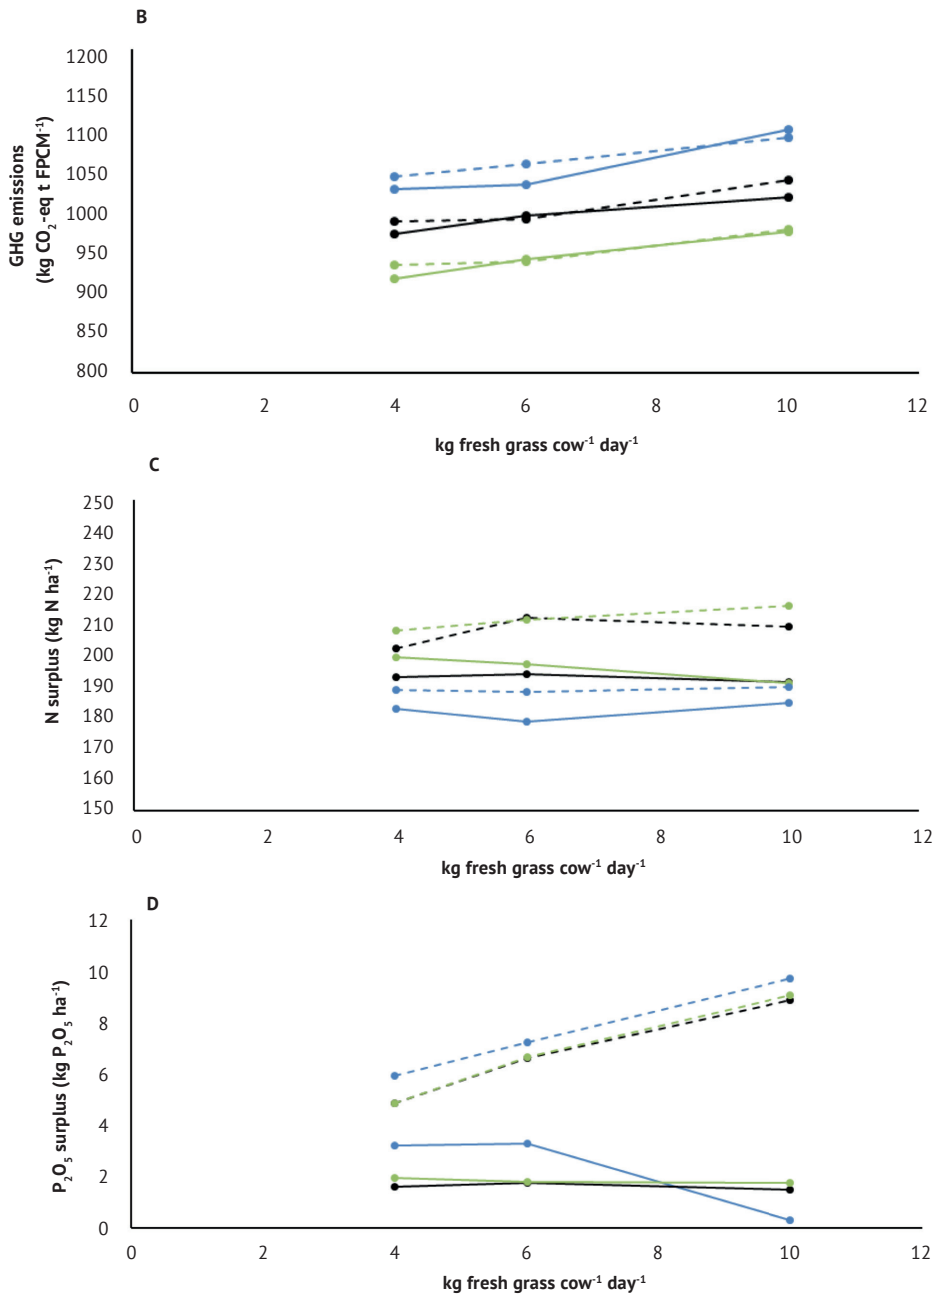 B
1200
1150
1100
1050
1000
950
900
850
800
GHG emissions
(kg CO₂-eq t FPCM⁻¹)
0 2 4 6 8 10 12
kg fresh grass cow⁻¹ day⁻¹
C
250
240
230
220
210
200
190
180
170
160
150
N surplus (kg N ha⁻¹)
0 2 4 6 8 10 12
kg fresh grass cow⁻¹ day⁻¹
D
12
10
8
6
4
2
0
P₂O₅ surplus (kg P₂O₅ ha⁻¹)
0 2 4 6 8 10 12
kg fresh grass cow⁻¹ day⁻¹